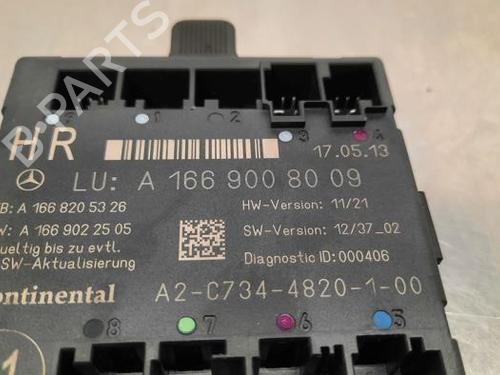 2
3
4
HR
17.05.13
LU: A 166 900 80 09
B: A 166 820 53 26
HW-Version: 11/21
W: A 166 902 25 05
SW-Version: 12/37_02
ueltig bis zu evtl.
SW-Aktualisierung
Diagnostic ID:000406
ontinental
A2-C734-4820-1-00
8
7
6
5
1